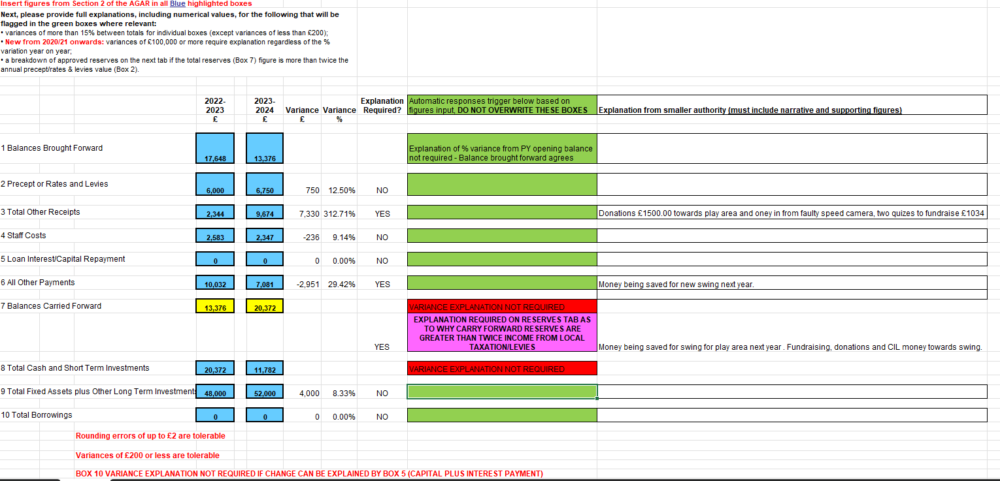 Insert figures from Section 2 of the AGAR in all Blue highlighted boxes
Next, please provide full explanations, including numerical values, for the following that will be
flagged in the green boxes where relevant:
• variances of more than 15% between totals for individual boxes (except variances of less than £200);
• New from 2020/21 onwards: variances of £100,000 or more require explanation regardless of the %
variation year on year;
• a breakdown of approved reserves on the next tab if the total reserves (Box 7) figure is more than twice the
annual precept/rates & levies value (Box 2).
2022-
2023
£
2023-
2024
£
Variance
£
Variance
%
Explanation
Required?
Automatic responses trigger below based on
figures input, DO NOT OVERWRITE THESE BOXES
Explanation from smaller authority (must include narrative and supporting figures)
1 Balances Brought Forward
17,648 13,376
Explanation of % variance from PY opening balance
not required - Balance brought forward agrees
2 Precept or Rates and Levies
6,000 6,750 750 12.50% NO
3 Total Other Receipts
2,344 9,674 7,330 312.71% YES
Donations £1500.00 towards play area and oney in from faulty speed camera, two quizes to fundraise £1034
4 Staff Costs
2,583 2,347 -236 9.14% NO
5 Loan Interest/Capital Repayment
0 0 0 0.00% NO
6 All Other Payments
10,032 7,081 -2,951 29.42% YES
Money being saved for new swing next year.
7 Balances Carried Forward
13,376 20,372
VARIANCE EXPLANATION NOT REQUIRED
EXPLANATION REQUIRED ON RESERVES TAB AS
TO WHY CARRY FORWARD RESERVES ARE
GREATER THAN TWICE INCOME FROM LOCAL
TAXATION/LEVIES
YES
Money being saved for swing for play area next year . Fundraising, donations and CIL money towards swing.
8 Total Cash and Short Term Investments
20,372 11,782
VARIANCE EXPLANATION NOT REQUIRED
9 Total Fixed Assets plus Other Long Term Investments
48,000 52,000 4,000 8.33% NO
10 Total Borrowings
0 0 0 0.00% NO
Rounding errors of up to £2 are tolerable
Variances of £200 or less are tolerable
BOX 10 VARIANCE EXPLANATION NOT REQUIRED IF CHANGE CAN BE EXPLAINED BY BOX 5 (CAPITAL PLUS INTEREST PAYMENT)